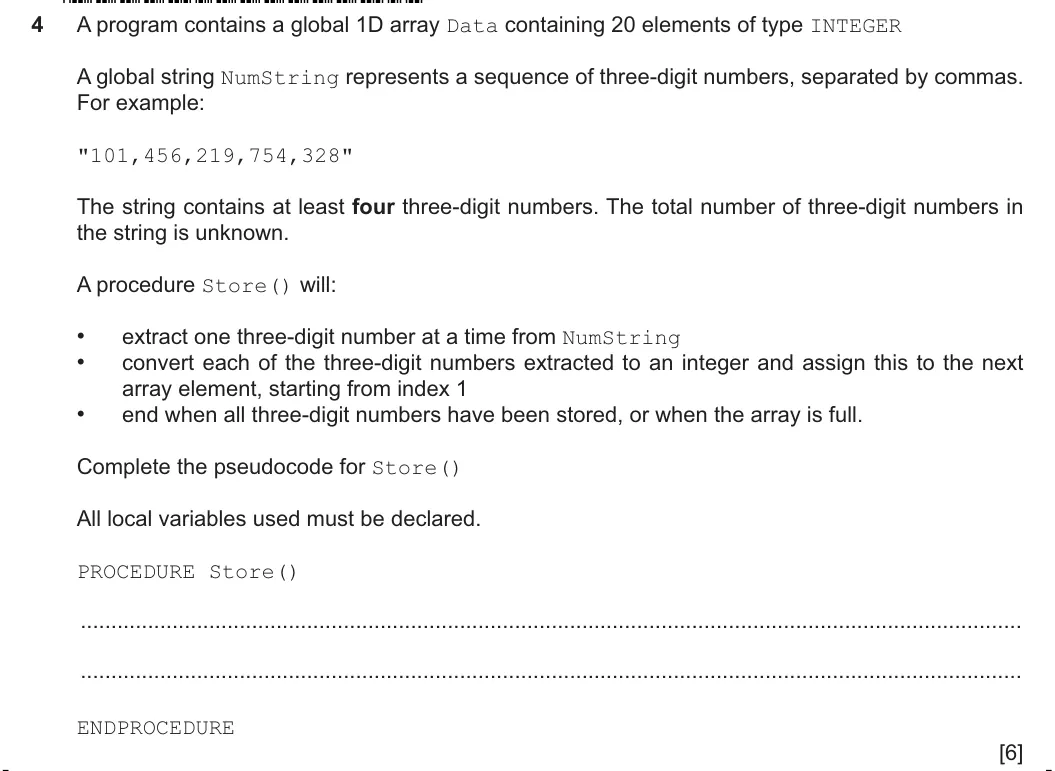 4 A program contains a global 1D array Data containing 20 elements of type INTEGER
A global string NumString represents a sequence of three-digit numbers, separated by commas.
For example:
"101,456,219,754,328"
The string contains at least four three-digit numbers. The total number of three-digit numbers in
the string is unknown.
A procedure Store() will:
• extract one three-digit number at a time from NumString
• convert each of the three-digit numbers extracted to an integer and assign this to the next
array element, starting from index 1
• end when all three-digit numbers have been stored, or when the array is full.
Complete the pseudocode for Store()
All local variables used must be declared.
PROCEDURE Store()
ENDPROCEDURE
[6]